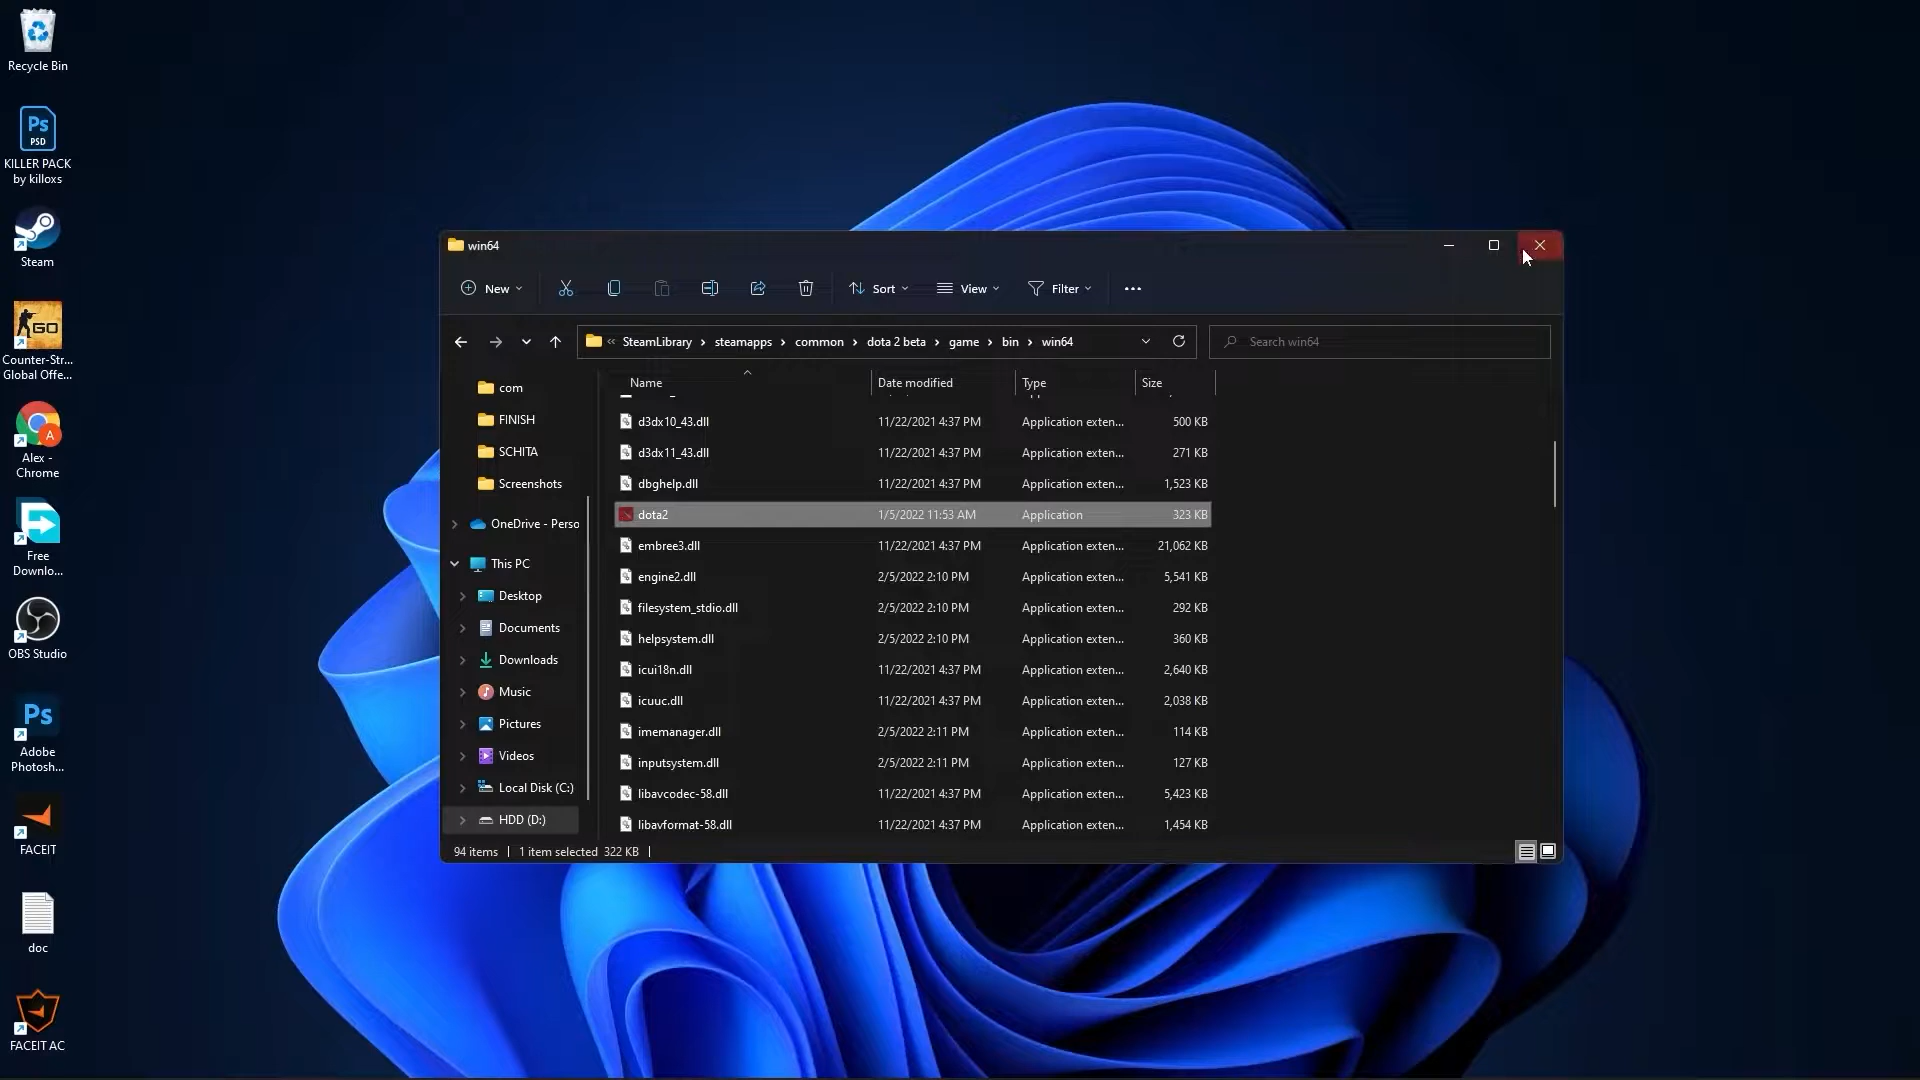 Recycle Bin
Ps
PSD
KILLER PACK
by killoxs
Steam
GO
Counter-Str...
Global Offe...
A
Alex -
Chrome
Free
Downlo...
OBS Studio
Ps
Adobe
Photosh...
FACEIT
doc
FACEIT AC
win64
New
Sort
View
Filter
SteamLibrary
steamapps
common
dota 2 beta
game
bin
win64
Search win64
com
FINISH
SCHITA
Screenshots
OneDrive - Perso
This PC
Desktop
Documents
Downloads
Music
Pictures
Videos
Local Disk (C:)
HDD (D:)
Name Date modified Type Size
d3dx10_43.dll 11/22/2021 4:37 PM Application exten... 500 KB
d3dx11_43.dll 11/22/2021 4:37 PM Application exten... 271 KB
dbghelp.dll 11/22/2021 4:37 PM Application exten... 1,523 KB
dota2 1/5/2022 11:53 AM Application 323 KB
embree3.dll 11/22/2021 4:37 PM Application exten... 21,062 KB
engine2.dll 2/5/2022 2:10 PM Application exten... 5,541 KB
filesystem_stdio.dll 2/5/2022 2:10 PM Application exten... 292 KB
helpsystem.dll 2/5/2022 2:10 PM Application exten... 360 KB
icui18n.dll 11/22/2021 4:37 PM Application exten... 2,640 KB
icuuc.dll 11/22/2021 4:37 PM Application exten... 2,038 KB
imemanager.dll 2/5/2022 2:11 PM Application exten... 114 KB
inputsystem.dll 2/5/2022 2:11 PM Application exten... 127 KB
libavcodec-58.dll 11/22/2021 4:37 PM Application exten... 5,423 KB
libavformat-58.dll 11/22/2021 4:37 PM Application exten... 1,454 KB
94 items | 1 item selected 322 KB |